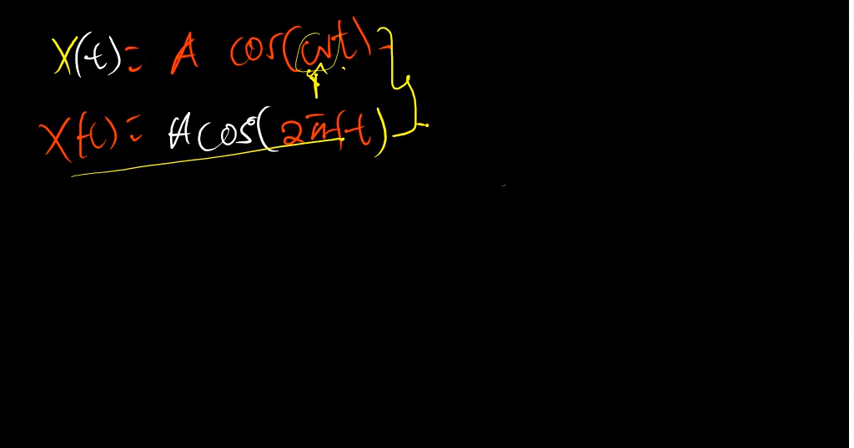 X(t) = A cos(ωt)
X(t) = A cos(2πft)